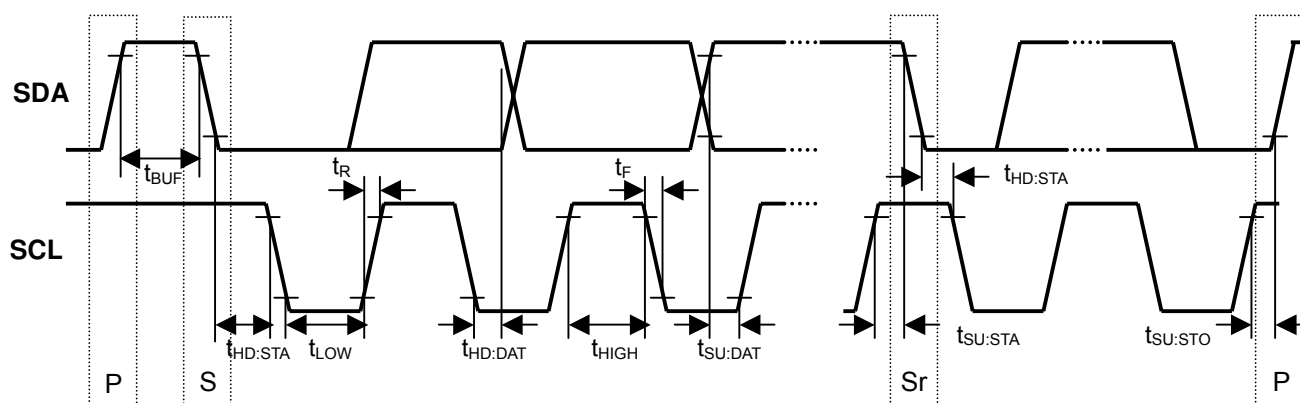 SDA
tBUF
tR
tF
tHD:STA
SCL
tHD:STA
tLOW
tHD:DAT
tHIGH
tSU:DAT
tSU:STA
tSU:STO
P
S
Sr
P